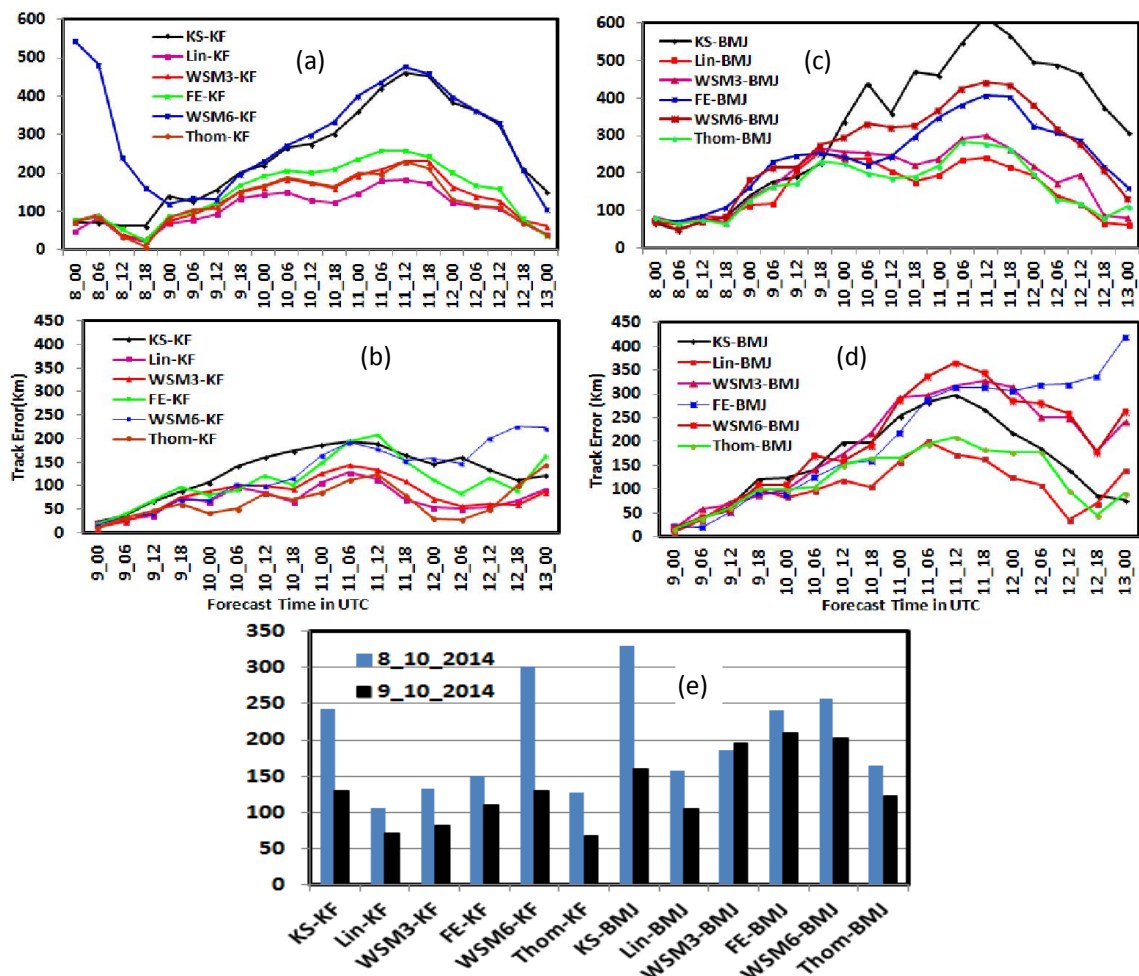 600
500
400
300
200
100
0
KS-KF
Lin-KF
WSM3-KF
FE-KF
WSM6-KF
Thom-KF
(a)
8_00
8_06
8_12
8_18
9_00
9_06
9_12
9_18
10_00
10_06
10_12
10_18
11_00
11_06
11_12
11_18
12_00
12_06
12_12
12_18
13_00
600
500
400
300
200
100
0
KS-BMJ
Lin-BMJ
WSM3-BMJ
FE-BMJ
WSM6-BMJ
Thom-BMJ
(c)
8_00
8_06
8_12
8_18
9_00
9_06
9_12
9_18
10_00
10_06
10_12
10_18
11_00
11_06
11_12
11_18
12_00
12_06
12_12
12_18
13_00
Track Error(Km)
450
400
350
300
250
200
150
100
50
0
KS-KF
Lin-KF
WSM3-KF
FE-KF
WSM6-KF
Thom-KF
(b)
9_00
9_06
9_12
9_18
10_00
10_06
10_12
10_18
11_00
11_06
11_12
11_18
12_00
12_06
12_12
12_18
13_00
Forecast Time in UTC
Track Error(Km)
450
400
350
300
250
200
150
100
50
0
KS-BMJ
Lin-BMJ
WSM3-BMJ
FE-BMJ
WSM6-BMJ
Thom-BMJ
(d)
9_00
9_06
9_12
9_18
10_00
10_06
10_12
10_18
11_00
11_06
11_12
11_18
12_00
12_06
12_12
12_18
13_00
Forecast Time in UTC
350
300
250
200
150
100
50
0
8_10_2014
9_10_2014
(e)
KS-KF
Lin-KF
WSM3-KF
FE-KF
WSM6-KF
Thom-KF
KS-BMJ
Lin-BMJ
WSM3-BMJ
FE-BMJ
WSM6-BMJ
Thom-BMJ